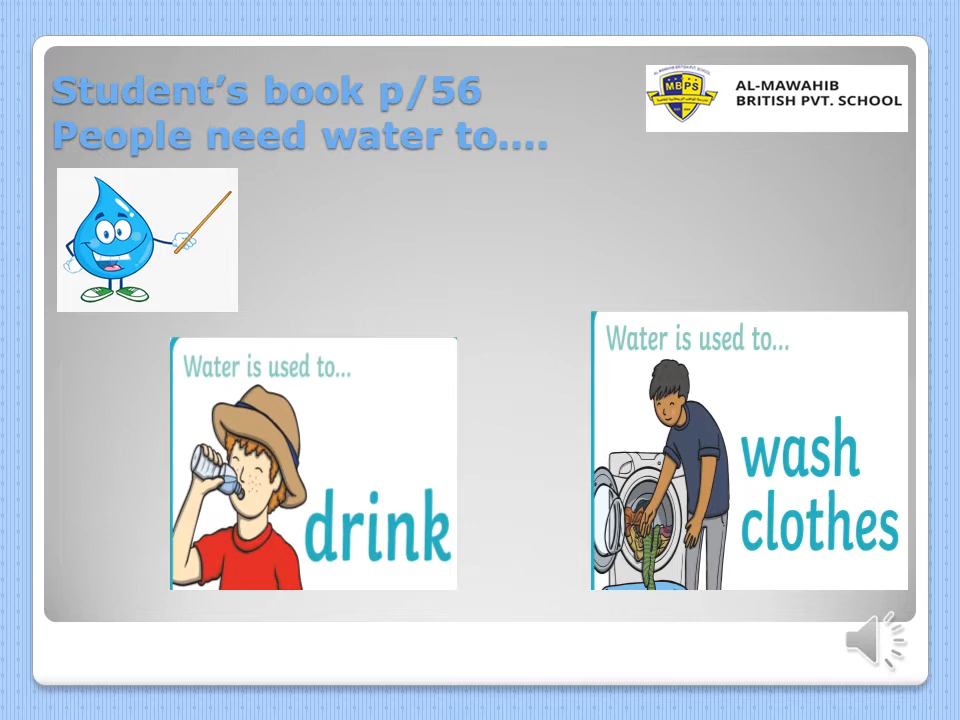 Student’s book p/56
People need water to....
MBPS
AL-MAWAHIB
BRITISH PVT. SCHOOL
Water is used to...
drink
Water is used to...
wash
clothes